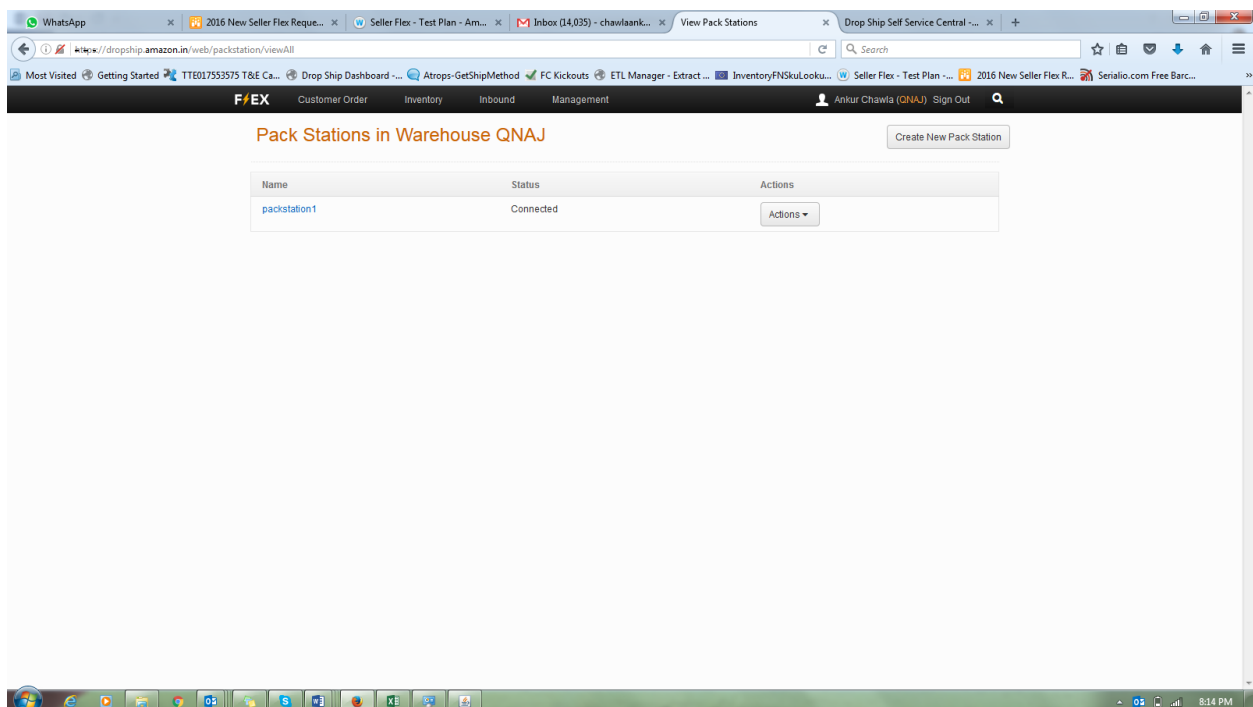 WhatsApp
2016 New Seller Flex Reque...
Seller Flex - Test Plan - Am...
Inbox (14,035) - chawlaank...
View Pack Stations
Drop Ship Self Service Central -...
https://dropship.amazon.in/web/packstation/viewAll
Search
Most Visited Getting Started TTE017553575 T&E Ca... Drop Ship Dashboard -... Atrops-GetShipMethod FC Kickouts ETL Manager - Extract ... InventoryFNSkuLooku... Seller Flex - Test Plan -... 2016 New Seller Flex R... Serialio.com Free Barc...
FLEX Customer Order Inventory Inbound Management Ankur Chawla (QNAJ) Sign Out
Pack Stations in Warehouse QNAJ
Create New Pack Station
Name Status Actions
packstation1 Connected Actions
8:14 PM